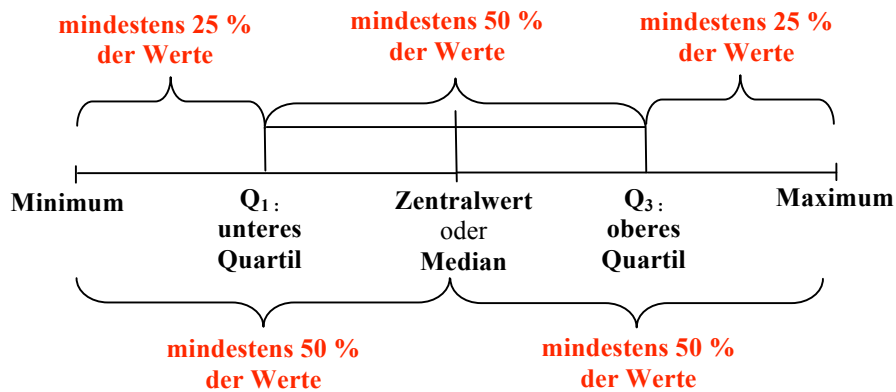 mindestens 25 %
der Werte
mindestens 50 %
der Werte
mindestens 25 %
der Werte
Minimum
Q₁ :
unteres
Quartil
Zentralwert
oder
Median
Q₃ :
oberes
Quartil
Maximum
mindestens 50 %
der Werte
mindestens 50 %
der Werte